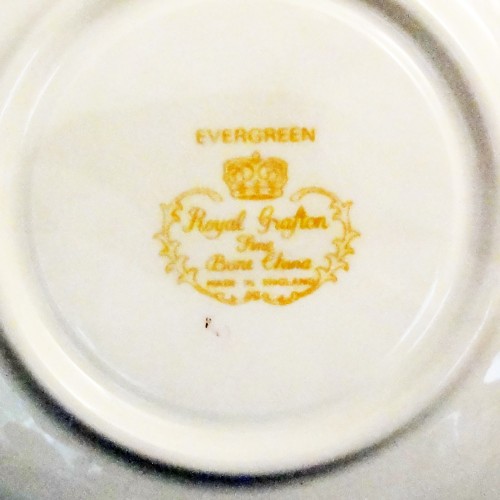 EVERGREEN
Royal Grafton
Fine
Bone China
MADE IN ENGLAND